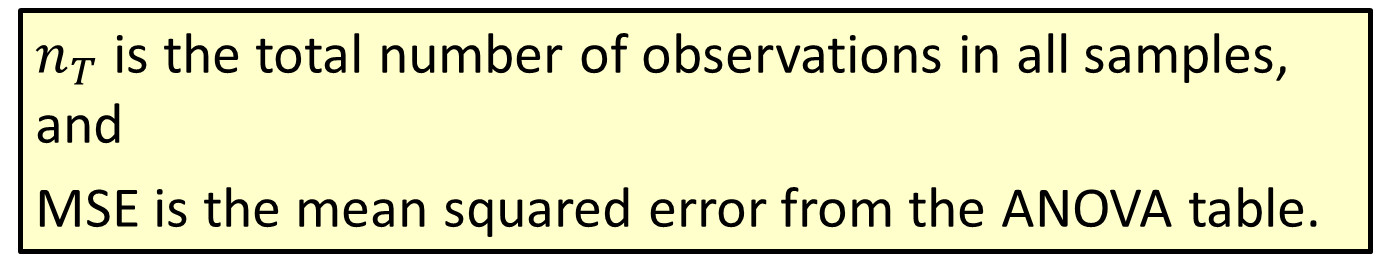 n_T is the total number of observations in all samples,
and
MSE is the mean squared error from the ANOVA table.